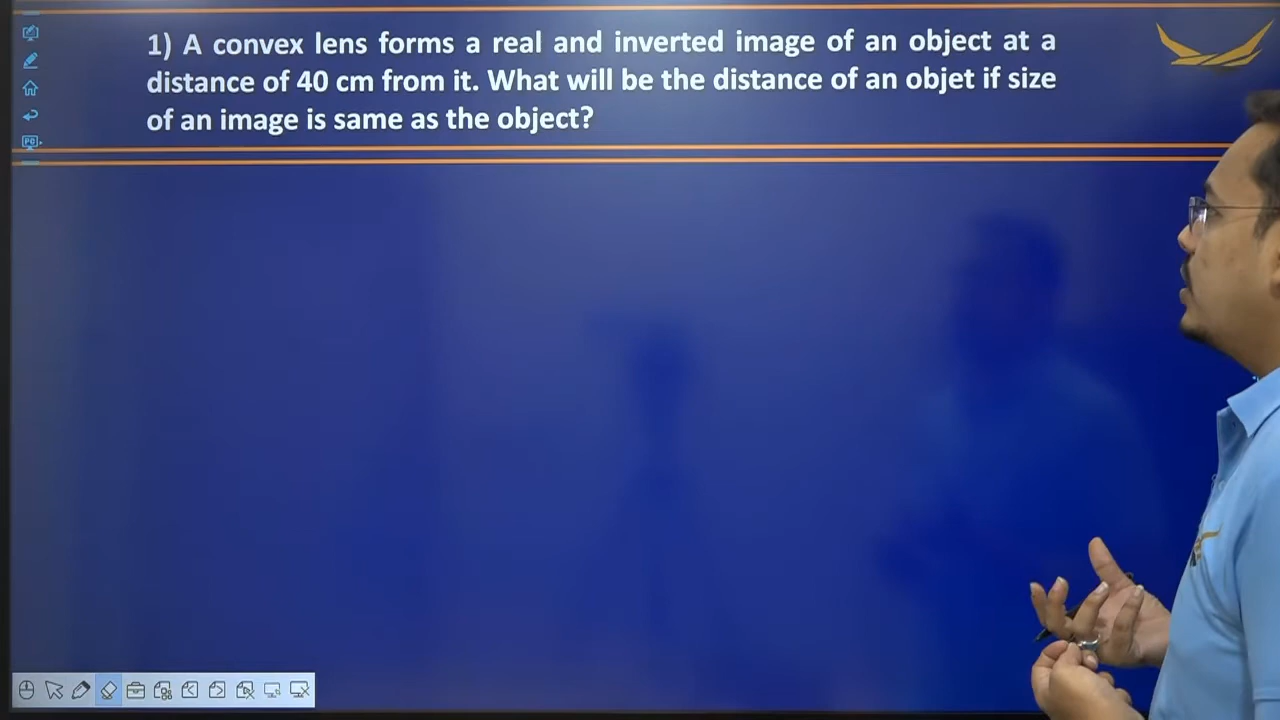 1) A convex lens forms a real and inverted image of an object at a
distance of 40 cm from it. What will be the distance of an objet if size
of an image is same as the object?